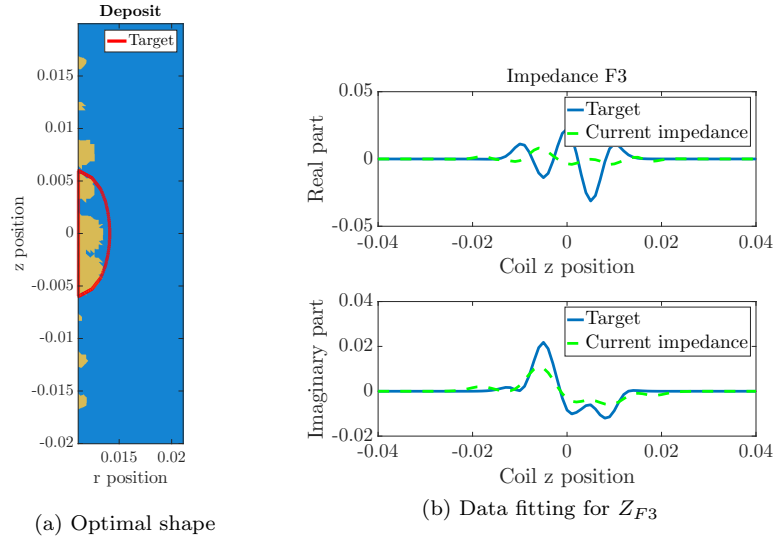 Deposit
Target
0.015
0.01
0.005
0
-0.005
-0.01
-0.015
-0.02
z position
0.015 0.02
r position
(a) Optimal shape
Impedance F3
Target
Current impedance
0.05
0
-0.05
Real part
-0.04 -0.02 0 0.02 0.04
Coil z position
Target
Current impedance
0.04
0.02
0
-0.02
Imaginary part
-0.04 -0.02 0 0.02 0.04
Coil z position
(b) Data fitting for Z_{F3}